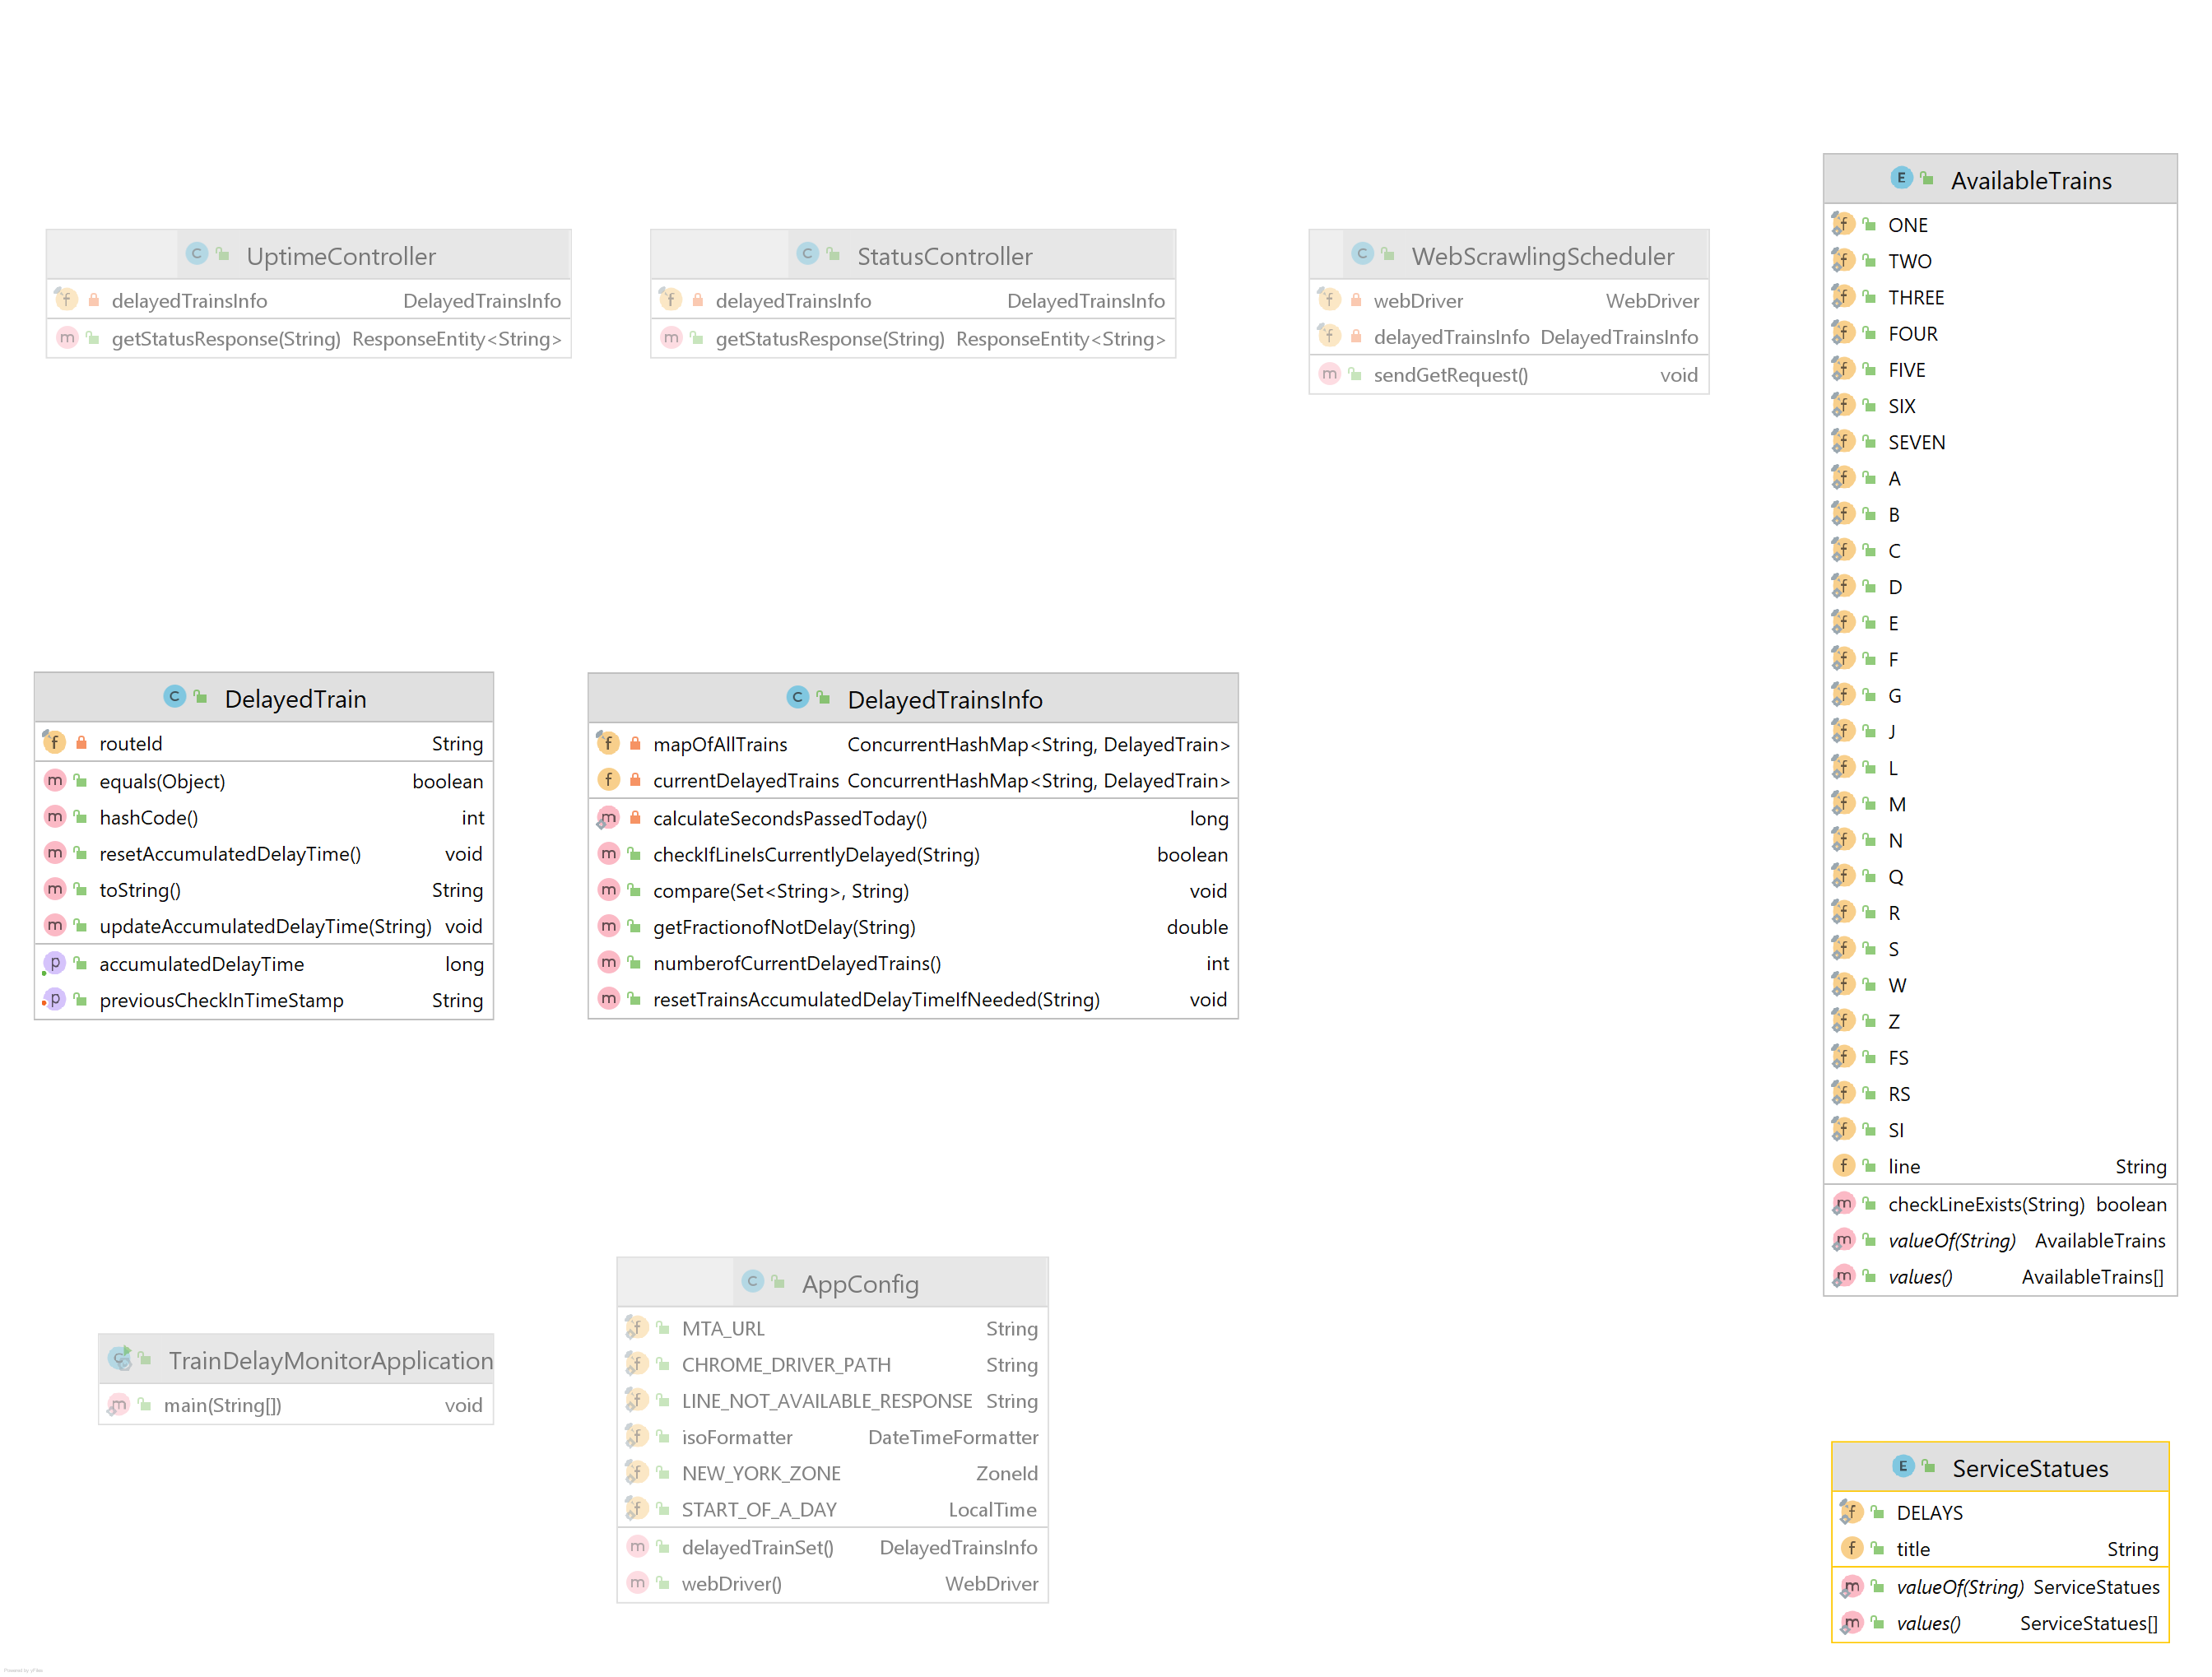 UptimeController
delayedTrainsInfo DelayedTrainsInfo
getStatusResponse(String) ResponseEntity<String>
StatusController
delayedTrainsInfo DelayedTrainsInfo
getStatusResponse(String) ResponseEntity<String>
WebScrawlingScheduler
webDriver WebDriver
delayedTrainsInfo DelayedTrainsInfo
sendGetRequest() void
AvailableTrains
ONE
TWO
THREE
FOUR
FIVE
SIX
SEVEN
A
B
C
D
E
F
G
J
L
M
N
Q
R
S
W
Z
FS
RS
SI
line String
checkLineExists(String) boolean
valueOf(String) AvailableTrains
values() AvailableTrains[]
DelayedTrain
routeId String
equals(Object) boolean
hashCode() int
resetAccumulatedDelayTime() void
toString() String
updateAccumulatedDelayTime(String) void
accumulatedDelayTime long
previousCheckInTimeStamp String
DelayedTrainsInfo
mapOfAllTrains ConcurrentHashMap<String, DelayedTrain>
currentDelayedTrains ConcurrentHashMap<String, DelayedTrain>
calculateSecondsPassedToday() long
checkIfLineIsCurrentlyDelayed(String) boolean
compare(Set<String>, String) void
getFractionofNotDelay(String) double
numberofCurrentDelayedTrains() int
resetTrainsAccumulatedDelayTimeIfNeeded(String) void
TrainDelayMonitorApplication
main(String[]) void
AppConfig
MTA_URL String
CHROME_DRIVER_PATH String
LINE_NOT_AVAILABLE_RESPONSE String
isoFormatter DateTimeFormatter
NEW_YORK_ZONE ZoneId
START_OF_A_DAY LocalTime
delayedTrainSet() DelayedTrainsInfo
webDriver() WebDriver
ServiceStatues
DELAYS
title String
valueOf(String) ServiceStatues
values() ServiceStatues[]
Powered by yFiles